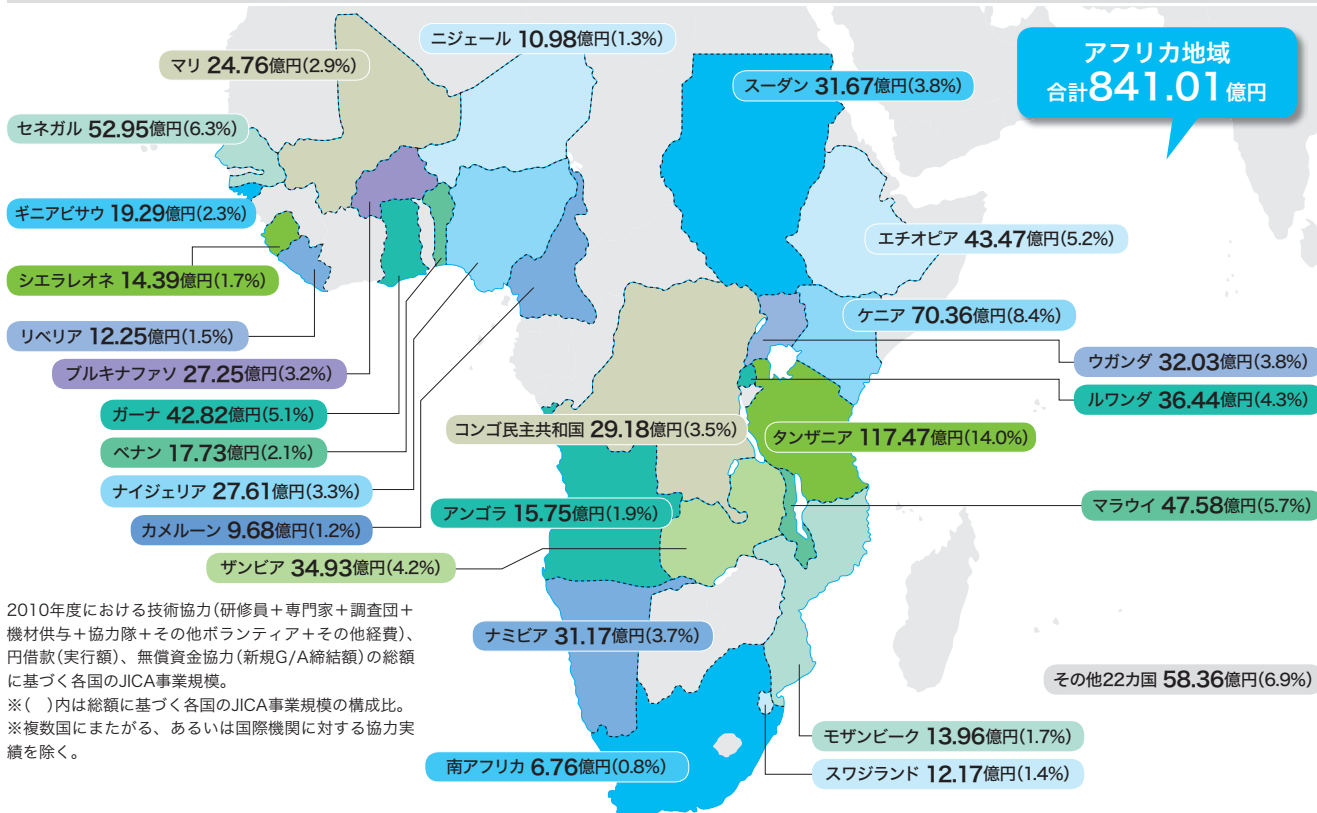 ニジェール 10.98億円(1.3%)
マリ 24.76億円(2.9%)
アフリカ地域
合計841.01億円
スーダン 31.67億円(3.8%)
セネガル 52.95億円(6.3%)
ギニアビサウ 19.29億円(2.3%)
エチオピア 43.47億円(5.2%)
シエラレオネ 14.39億円(1.7%)
ケニア 70.36億円(8.4%)
リベリア 12.25億円(1.5%)
ウガンダ 32.03億円(3.8%)
ブルキナファソ 27.25億円(3.2%)
ルワンダ 36.44億円(4.3%)
ガーナ 42.82億円(5.1%)
コンゴ民主共和国 29.18億円(3.5%)
タンザニア 117.47億円(14.0%)
ベナン 17.73億円(2.1%)
ナイジェリア 27.61億円(3.3%)
アンゴラ 15.75億円(1.9%)
マラウイ 47.58億円(5.7%)
カメルーン 9.68億円(1.2%)
ザンビア 34.93億円(4.2%)
2010年度における技術協力(研修員＋専門家＋調査団＋
機材供与＋協力隊＋その他ボランティア＋その他経費)、
円借款(実行額)、無償資金協力(新規G/A締結額)の総額
に基づく各国のJICA事業規模。
※(　)内は総額に基づく各国のJICA事業規模の構成比。
※複数国にまたがる、あるいは国際機関に対する協力実
績を除く。
ナミビア 31.17億円(3.7%)
その他22カ国 58.36億円(6.9%)
モザンビーク 13.96億円(1.7%)
南アフリカ 6.76億円(0.8%)
スワジランド 12.17億円(1.4%)